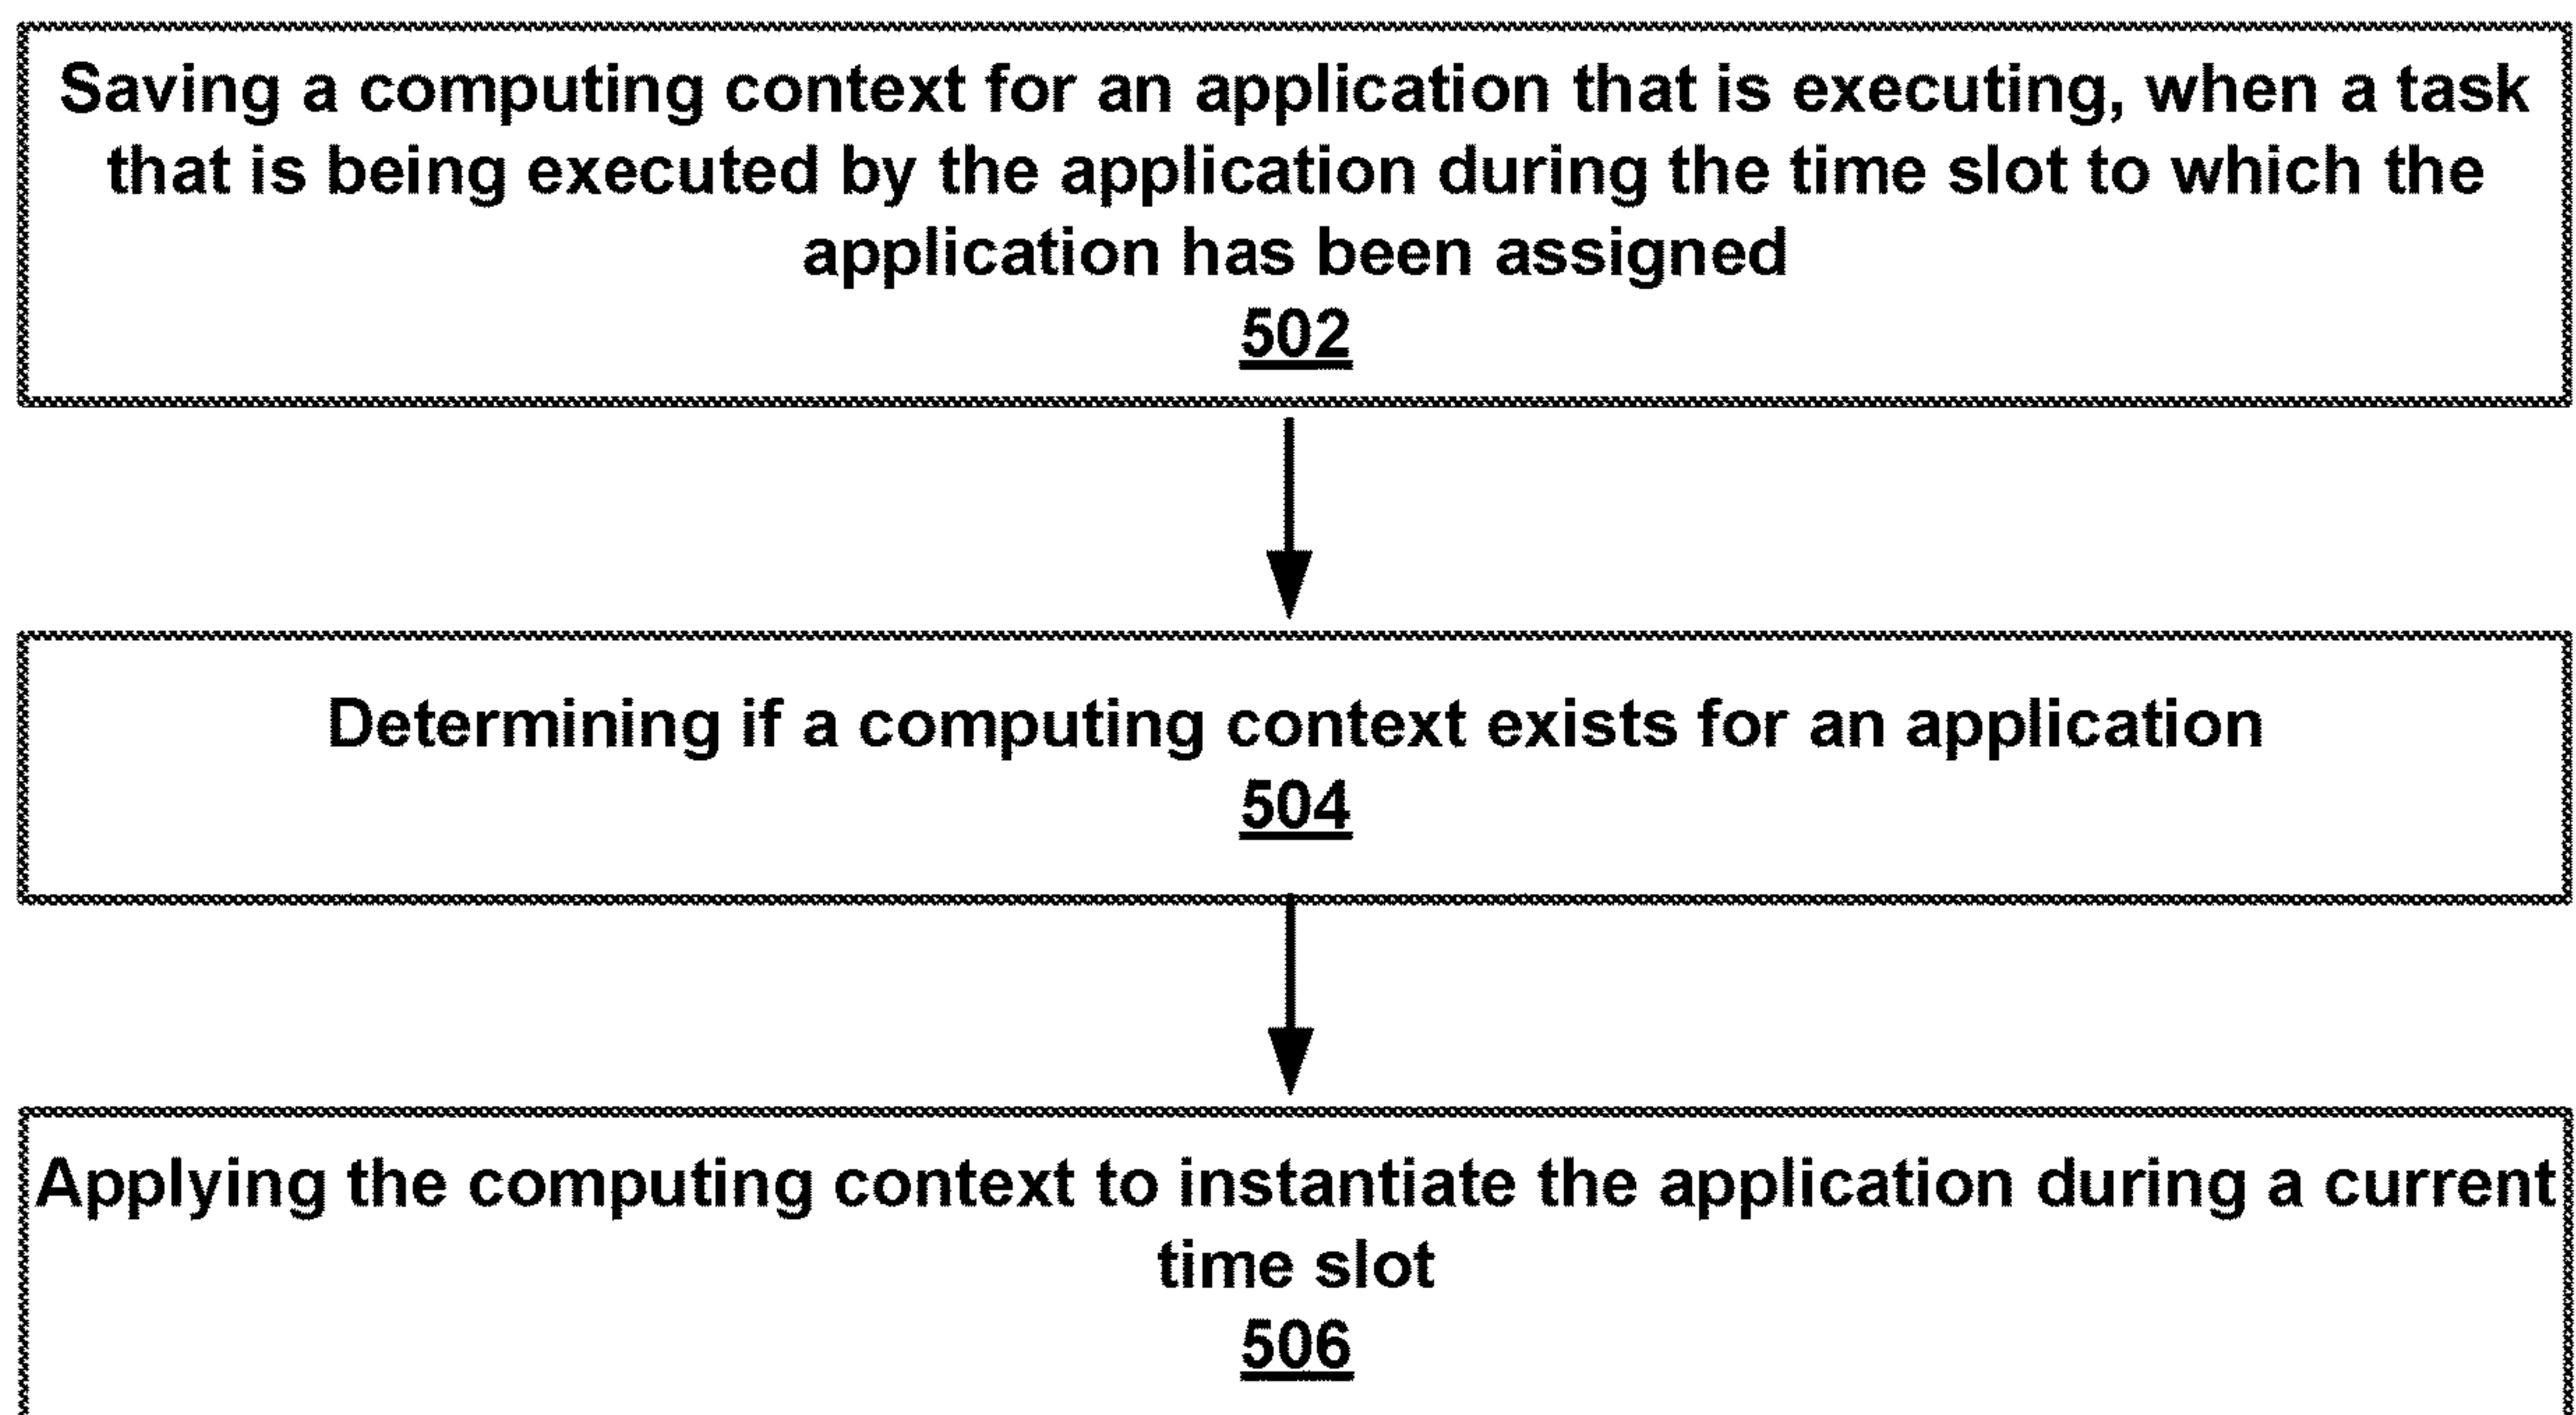 Saving a computing context for an application that is executing, when a task
that is being executed by the application during the time slot to which the
application has been assigned
502
Determining if a computing context exists for an application
504
Applying the computing context to instantiate the application during a current
time slot
506